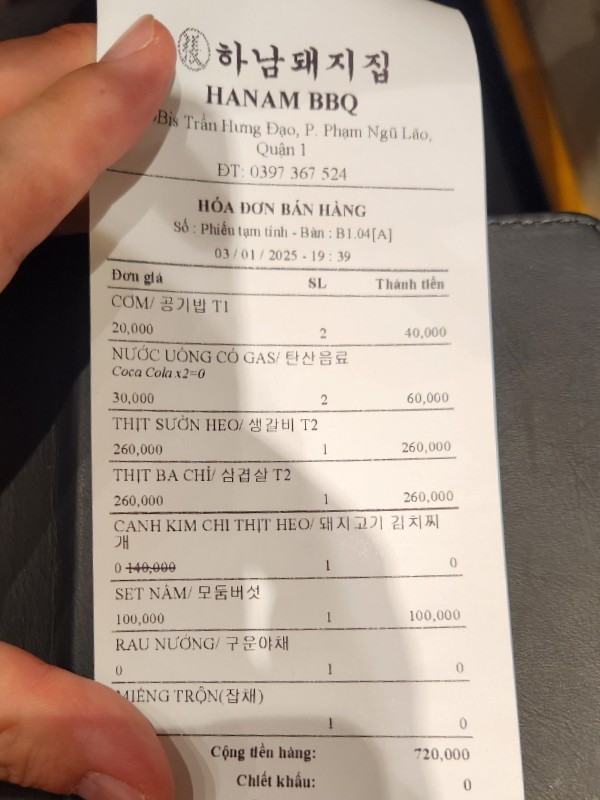 하남돼지집
HANAM BBQ
Bis Trần Hưng Đạo, P. Phạm Ngũ Lão,
Quận 1
ĐT: 0397 367 524
HÓA ĐƠN BÁN HÀNG
Số : Phiếu tạm tính - Bàn : B1.04[A]
03 / 01 / 2025 - 19 : 39
Đơn giá SL Thành tiền
CƠM/ 공기밥 T1
20,000 2 40,000
NƯỚC UỐNG CÓ GAS/ 탄산음료
Coca Cola x2=0
30,000 2 60,000
THỊT SƯỜN HEO/ 생갈비 T2
260,000 1 260,000
THỊT BA CHỈ/ 삼겹살 T2
260,000 1 260,000
CANH KIM CHI THỊT HEO/ 돼지고기 김치찌
개
0 140,000 1 0
SET NẤM/ 모둠버섯
100,000 1 100,000
RAU NƯỚNG/ 구운야채
0 1 0
MIẾNG TRỘN(잡채)
1 0
Cộng tiền hàng: 720,000
Chiết khấu: 0